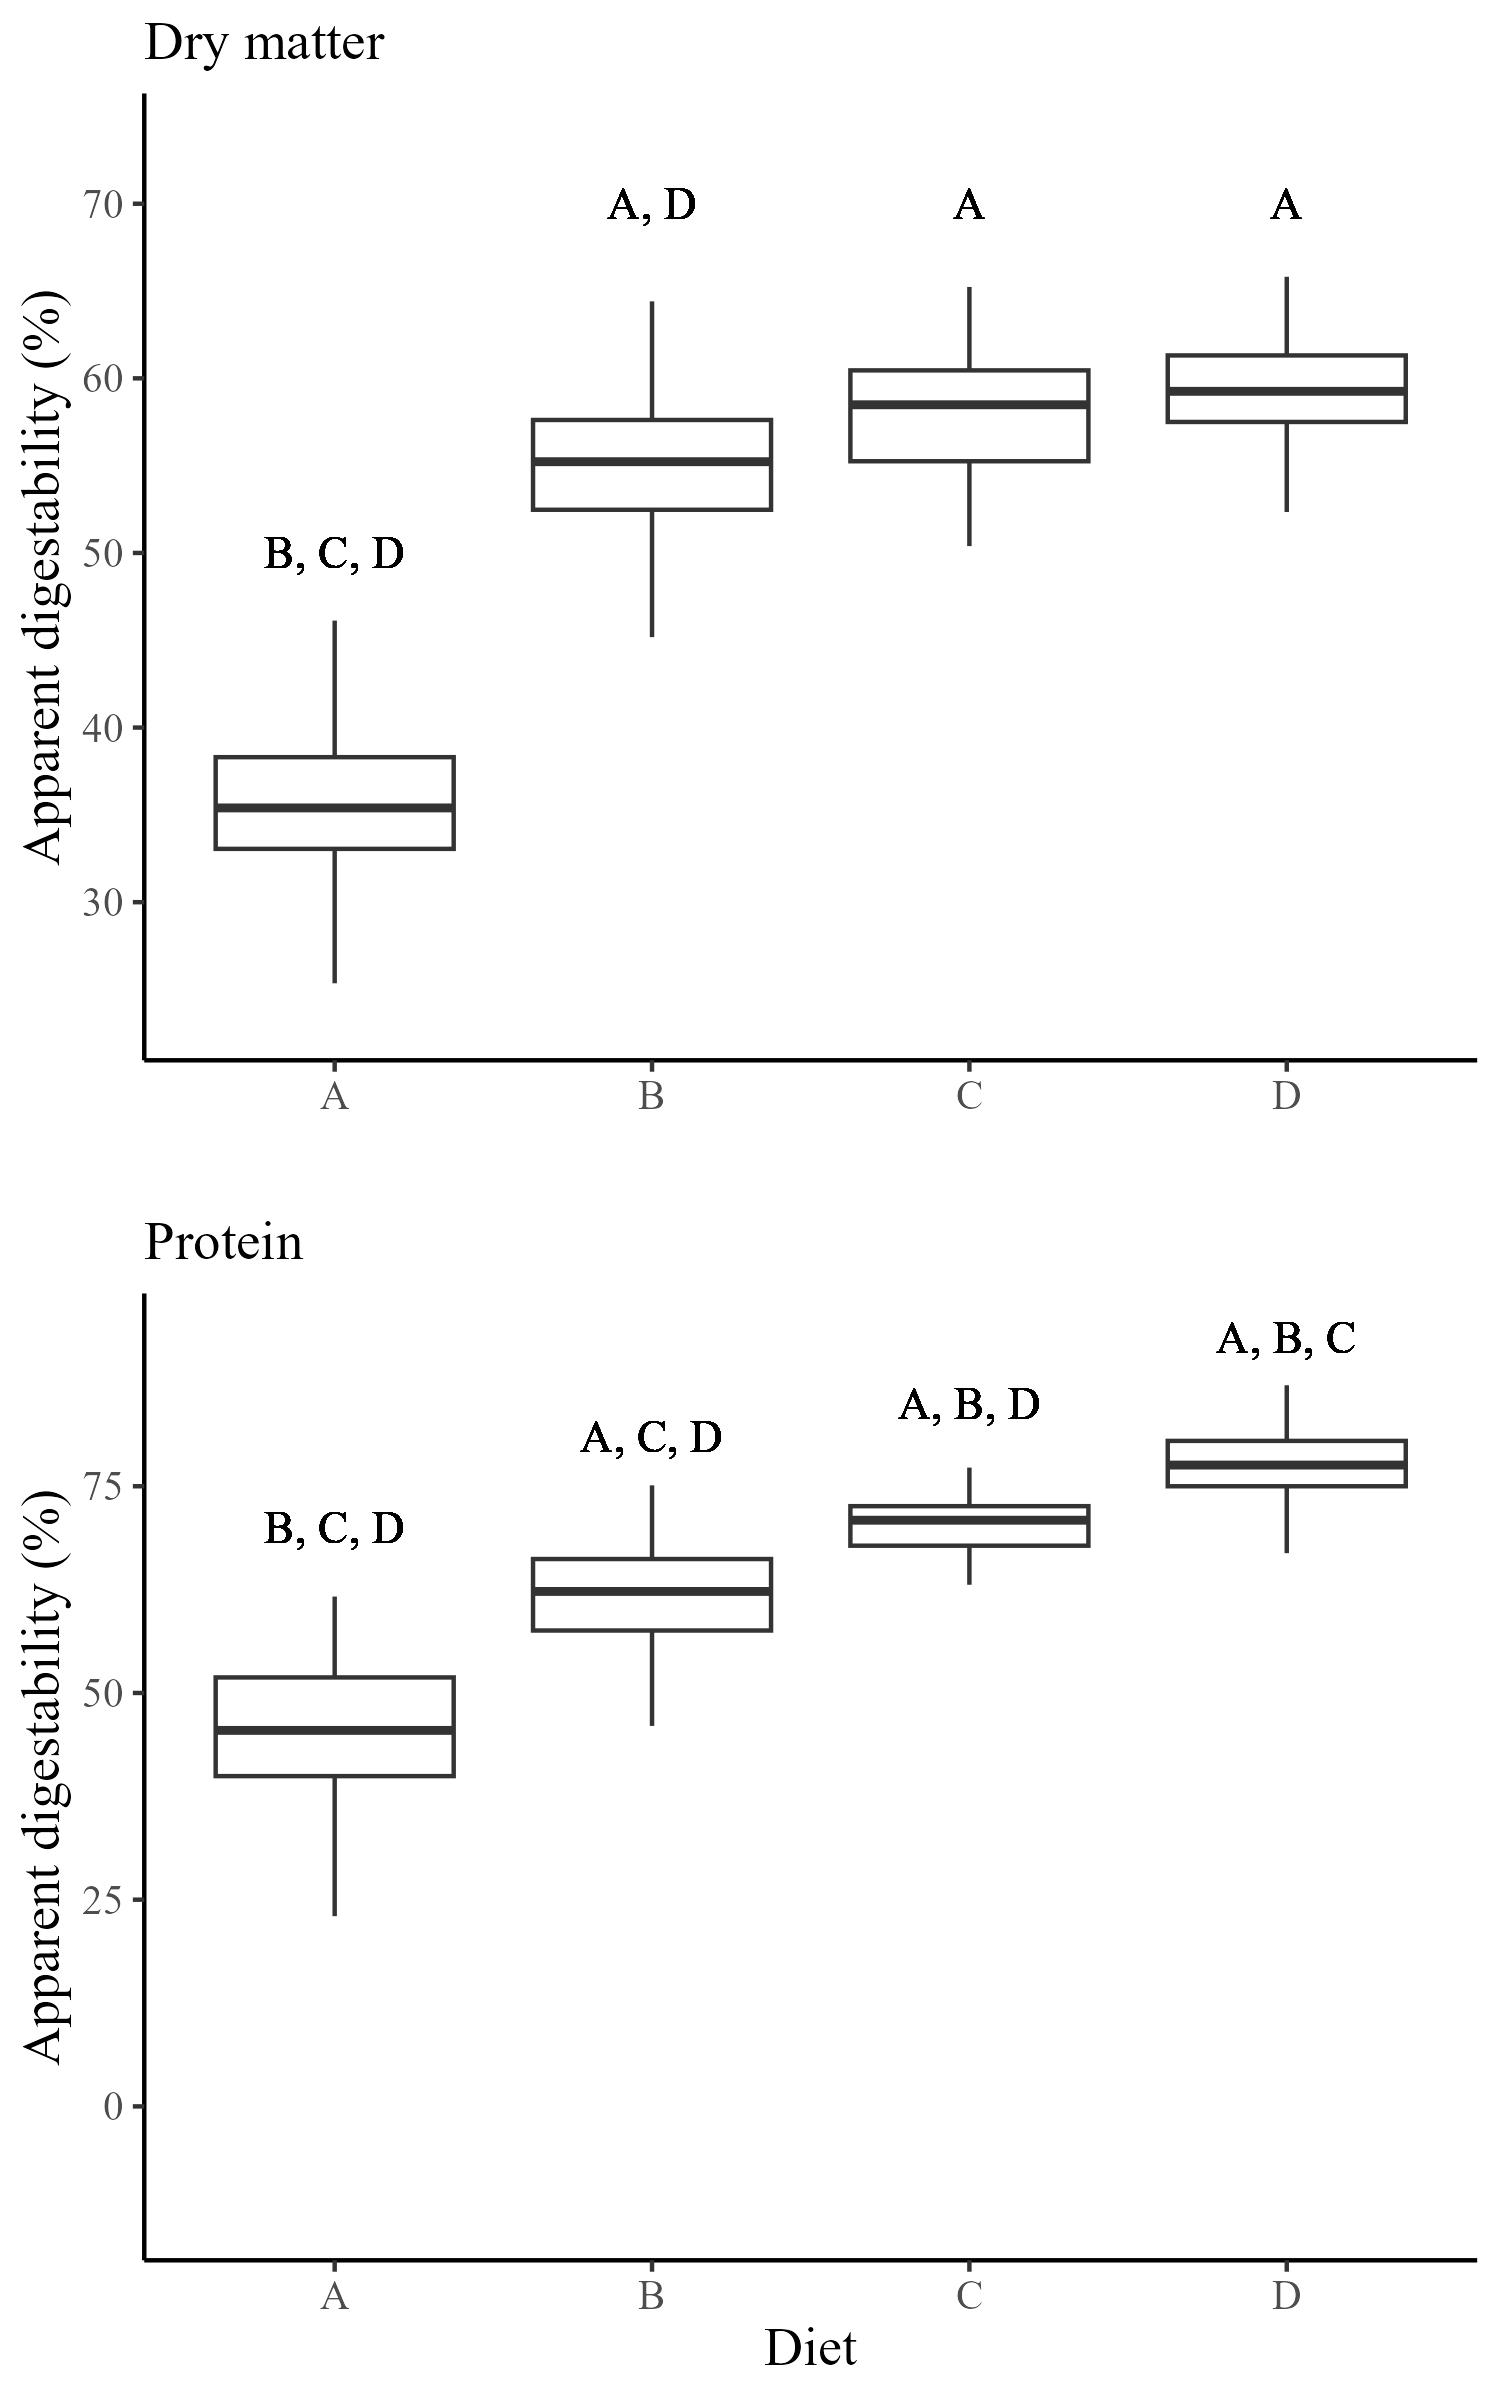 Dry matter
Apparent digestability (%)
70
60
50
40
30
A, D
A
A
B, C, D
A
B
C
D
Protein
Apparent digestability (%)
75
50
25
0
A, B, C
A, B, D
A, C, D
B, C, D
A
B
C
D
Diet